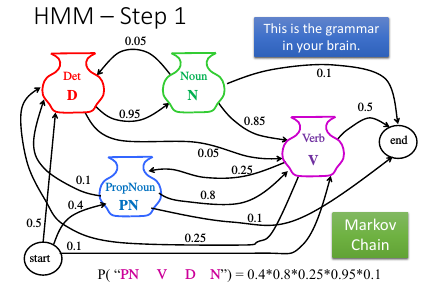 HMM – Step 1
This is the grammar
in your brain.
0.05
Det
D
Noun
N
0.1
0.95
0.85
0.5
Verb
V
end
0.05
0.25
PropNoun
PN
0.1
0.8
0.5
0.4
0.1
0.25
0.1
start
Markov
Chain
P( “PN V D N”) = 0.4*0.8*0.25*0.95*0.1